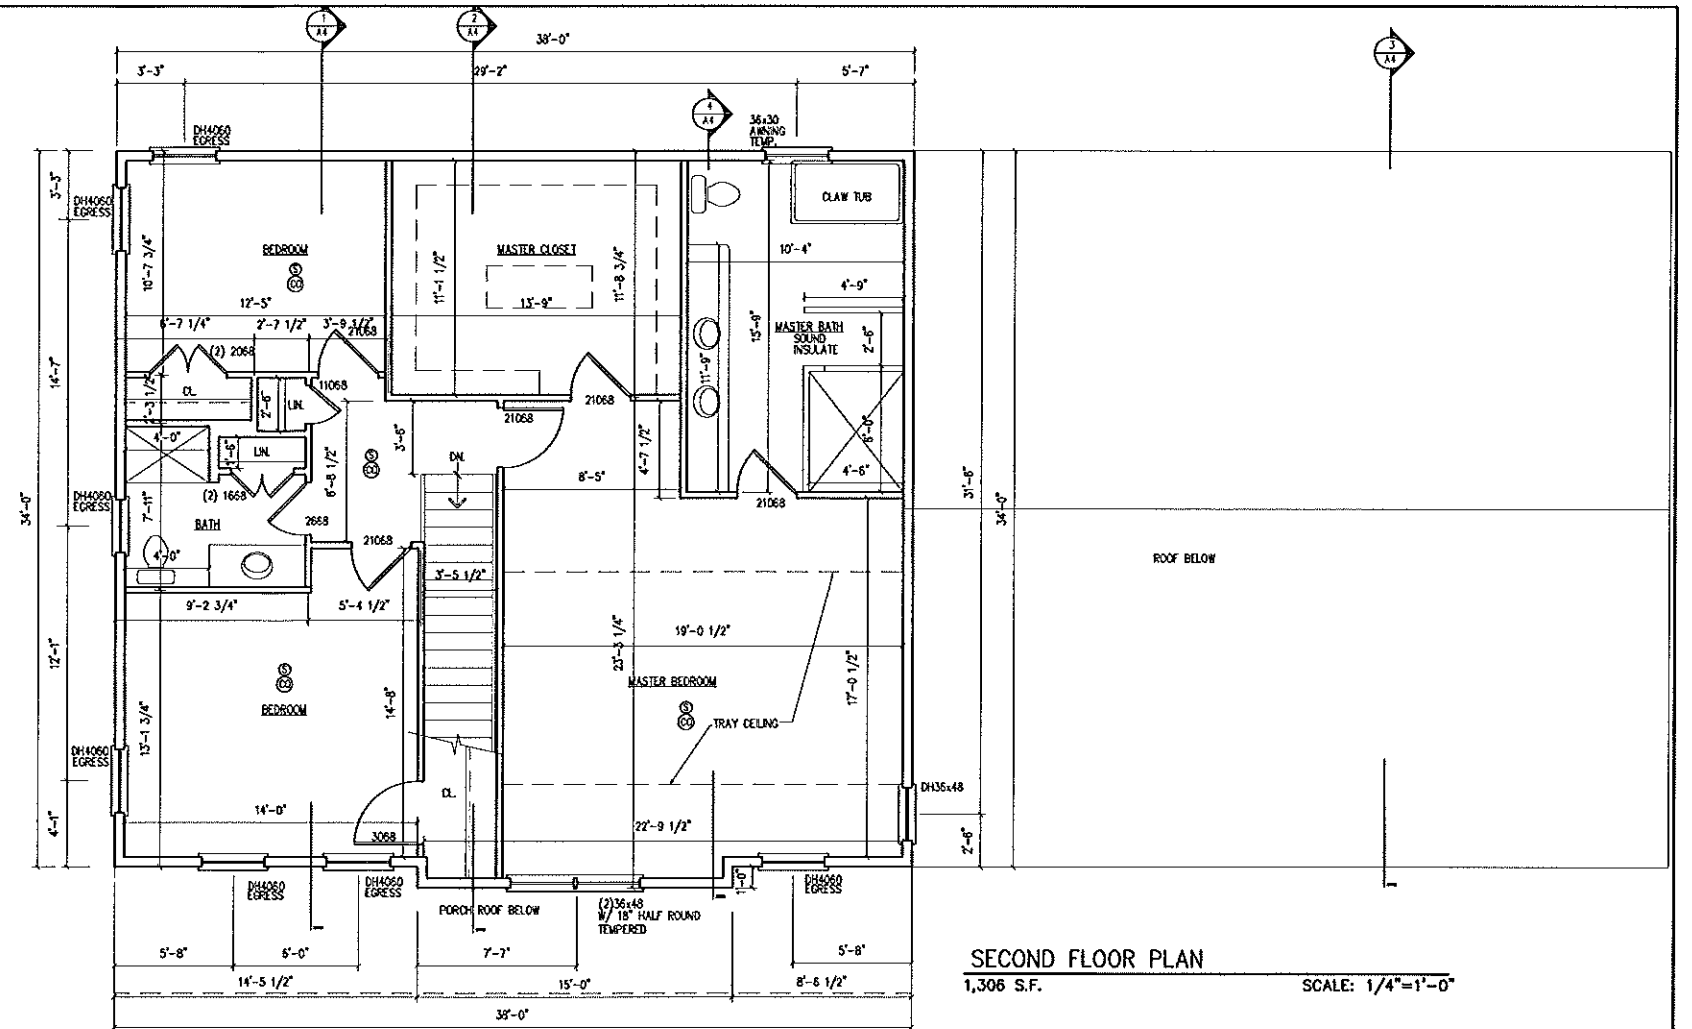 1
A4
2
A4
3
A4
38'-0"
3'-3"
29'-2"
5'-7"
4
A4
DH4060
EGRESS
36x30
AWNING
TEMP.
3'-3"
DH4060
EGRESS
CLAW TUB
10'-7 3/4"
BEDROOM
S
CO
MASTER CLOSET
11'-1 1/2"
11'-8 3/4"
10'-4"
12'-5"
13'-9"
4'-9"
6'-7 1/4"
2'-7 1/2"
3'-9 1/2"
21068
15'-9"
MASTER BATH
SOUND
INSULATE
2'-6"
(2) 2068
14'-7"
11'-9"
CL.
2'-3 1/2"
11068
2'-6"
LIN.
21068
21068
4'-0"
1'-6"
LIN.
3'-6"
DN.
6'-8 1/2"
S
CO
4'-7 1/2"
6'-0"
8'-5"
4'-6"
31'-6"
34'-0"
34'-0"
DH4060
EGRESS
(2) 1668
7'-11"
BATH
2668
21068
21068
4'-0"
ROOF BELOW
3'-5 1/2"
9'-2 3/4"
5'-4 1/2"
12'-1"
23'-3 1/4"
19'-0 1/2"
17'-0 1/2"
S
CO
BEDROOM
14'-8"
MASTER BEDROOM
S
CO
TRAY CEILING
13'-1 3/4"
DH4060
EGRESS
CL.
DH36x48
4'-1"
14'-0"
3068
22'-9 1/2"
2'-6"
DH4060
EGRESS
DH4060
EGRESS
1'-0"
DH4060
EGRESS
PORCH ROOF BELOW
(2)36x48
W/ 18" HALF ROUND
TEMPERED
5'-8"
6'-0"
7'-7"
5'-8"
SECOND FLOOR PLAN
1,306 S.F.
SCALE: 1/4"=1'-0"
14'-5 1/2"
15'-0"
8'-6 1/2"
38'-0"